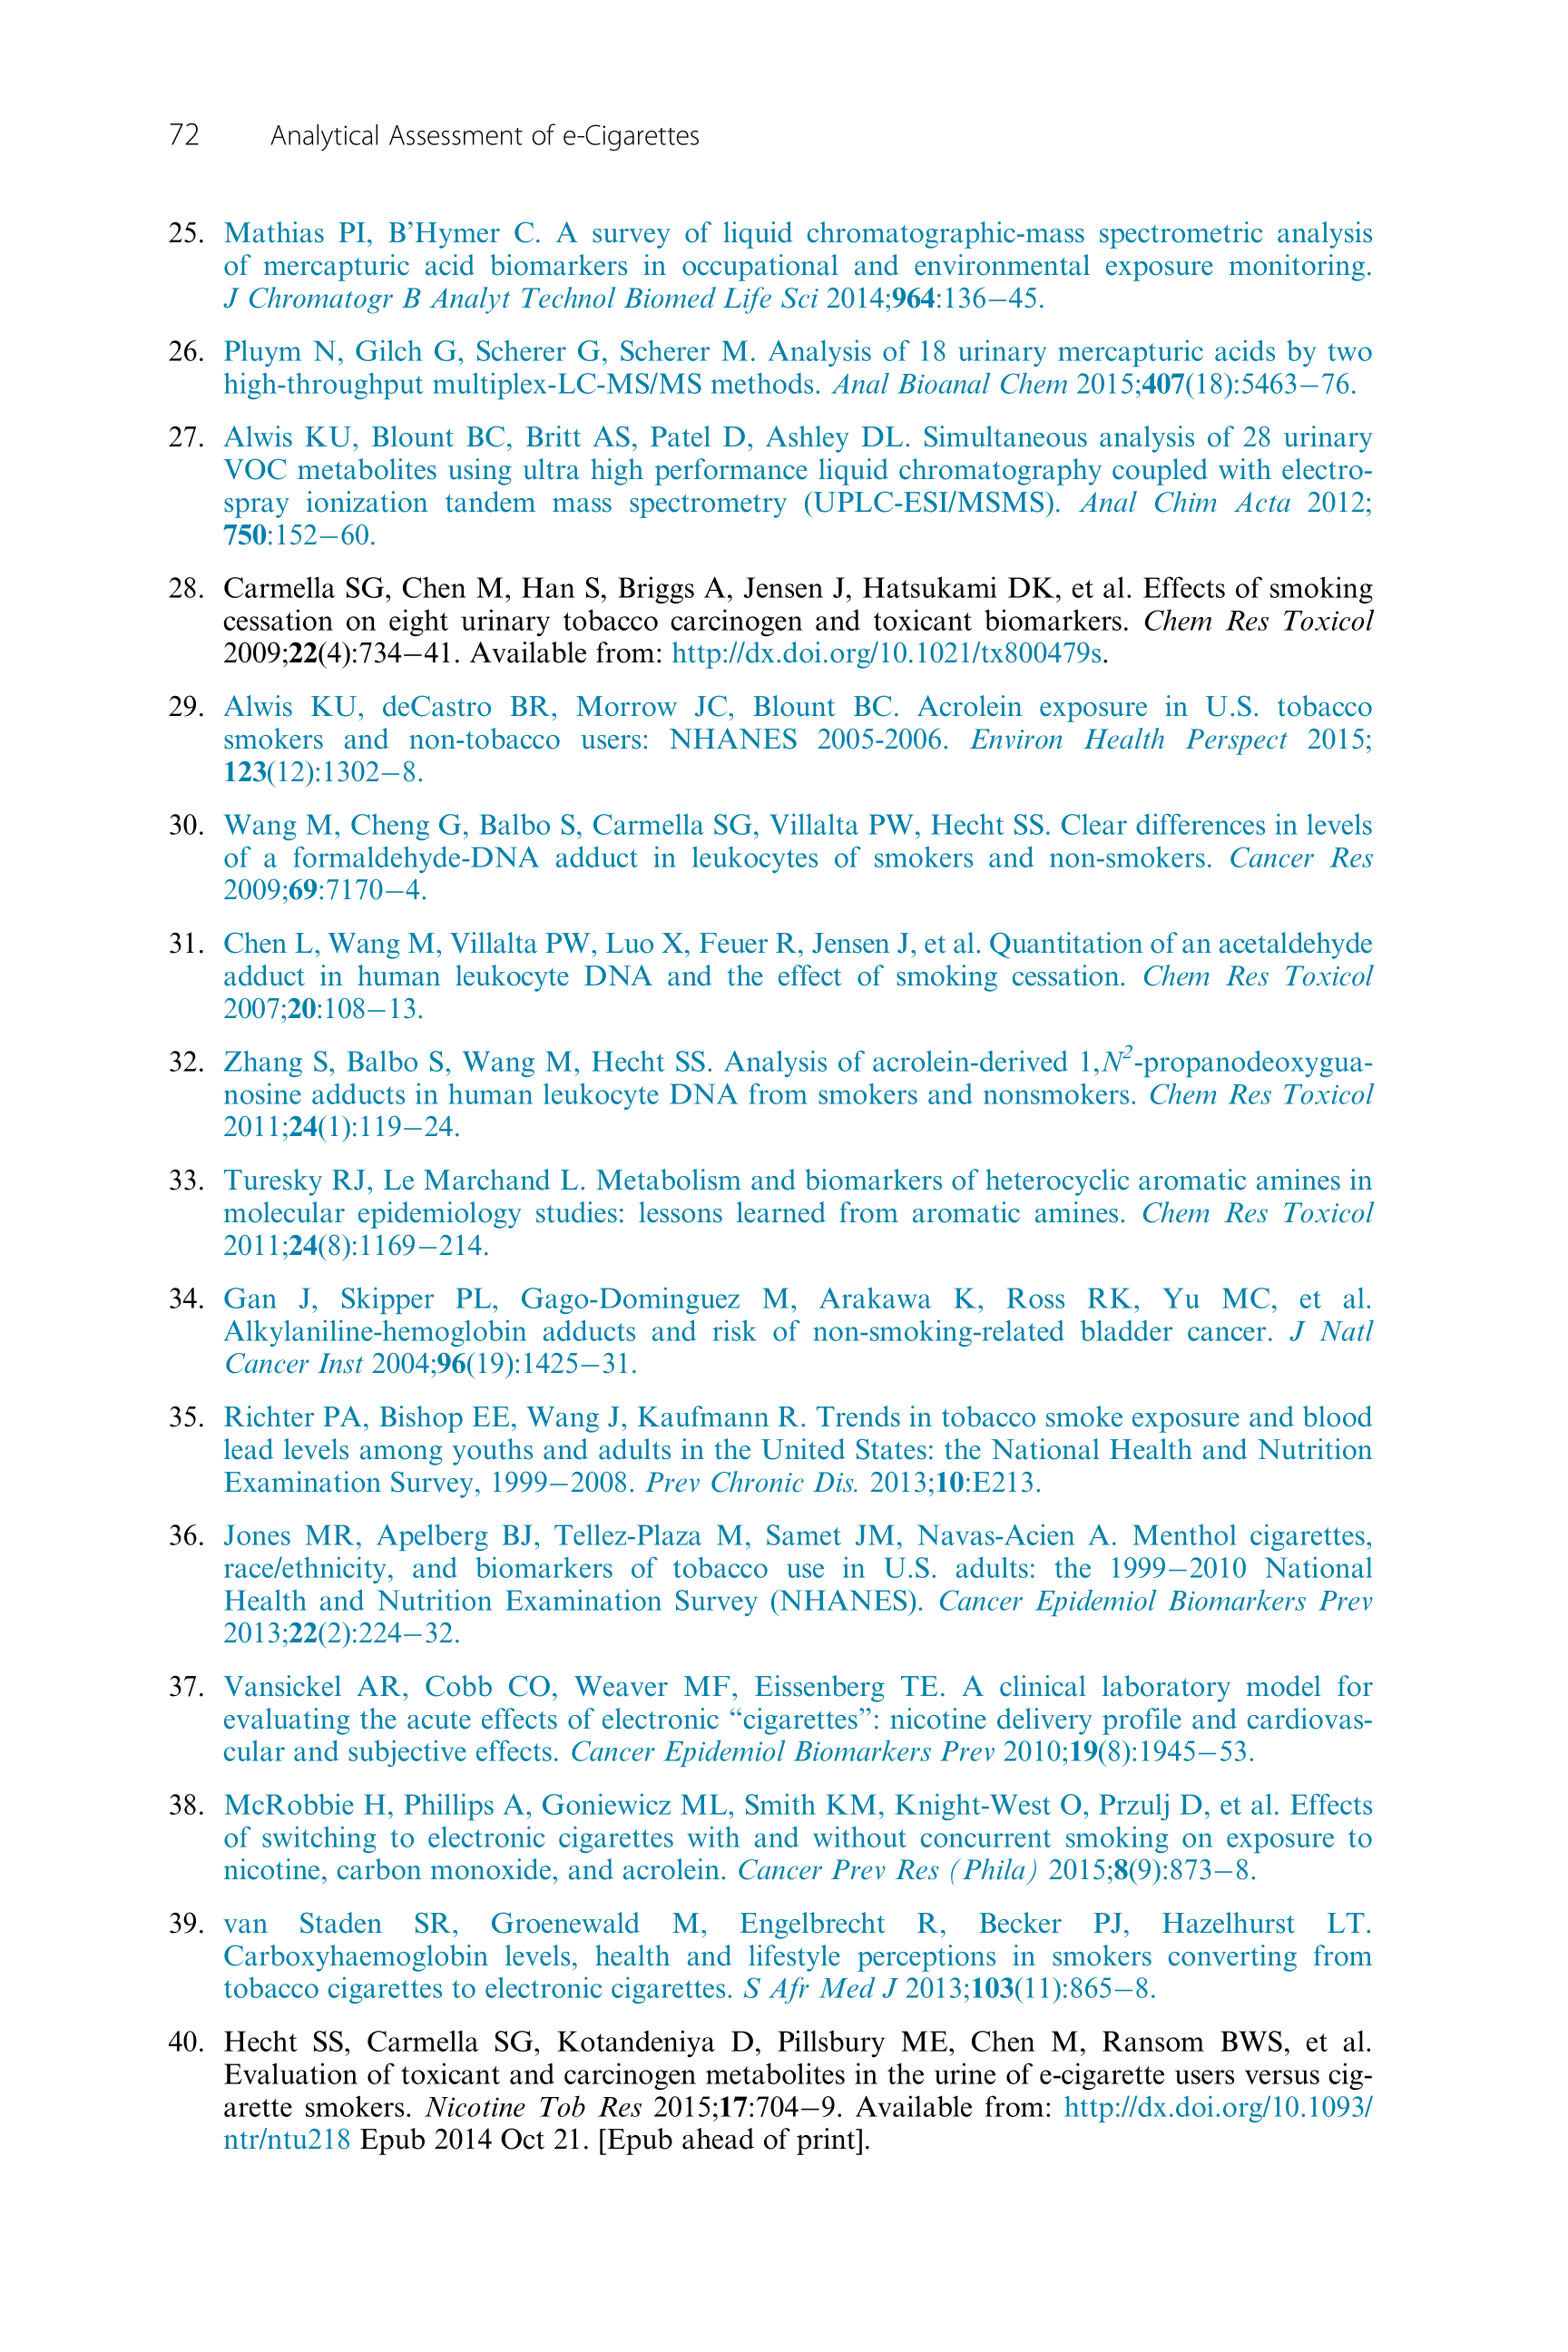 72 Analytical Assessment of e-Cigarettes
25. Mathias PI, B’Hymer C. A survey of liquid chromatographic-mass spectrometric analysis
of mercapturic acid biomarkers in occupational and environmental exposure monitoring.
J Chromatogr B Analyt Technol Biomed Life Sci 2014;964:136–45.
26. Pluym N, Gilch G, Scherer G, Scherer M. Analysis of 18 urinary mercapturic acids by two
high-throughput multiplex-LC-MS/MS methods. Anal Bioanal Chem 2015;407(18):5463–76.
27. Alwis KU, Blount BC, Britt AS, Patel D, Ashley DL. Simultaneous analysis of 28 urinary
VOC metabolites using ultra high performance liquid chromatography coupled with electro-
spray ionization tandem mass spectrometry (UPLC-ESI/MSMS). Anal Chim Acta 2012;
750:152–60.
28. Carmella SG, Chen M, Han S, Briggs A, Jensen J, Hatsukami DK, et al. Effects of smoking
cessation on eight urinary tobacco carcinogen and toxicant biomarkers. Chem Res Toxicol
2009;22(4):734–41. Available from: http://dx.doi.org/10.1021/tx800479s.
29. Alwis KU, deCastro BR, Morrow JC, Blount BC. Acrolein exposure in U.S. tobacco
smokers and non-tobacco users: NHANES 2005-2006. Environ Health Perspect 2015;
123(12):1302–8.
30. Wang M, Cheng G, Balbo S, Carmella SG, Villalta PW, Hecht SS. Clear differences in levels
of a formaldehyde-DNA adduct in leukocytes of smokers and non-smokers. Cancer Res
2009;69:7170–4.
31. Chen L, Wang M, Villalta PW, Luo X, Feuer R, Jensen J, et al. Quantitation of an acetaldehyde
adduct in human leukocyte DNA and the effect of smoking cessation. Chem Res Toxicol
2007;20:108–13.
32. Zhang S, Balbo S, Wang M, Hecht SS. Analysis of acrolein-derived 1,N²-propanodeoxygua-
nosine adducts in human leukocyte DNA from smokers and nonsmokers. Chem Res Toxicol
2011;24(1):119–24.
33. Turesky RJ, Le Marchand L. Metabolism and biomarkers of heterocyclic aromatic amines in
molecular epidemiology studies: lessons learned from aromatic amines. Chem Res Toxicol
2011;24(8):1169–214.
34. Gan J, Skipper PL, Gago-Dominguez M, Arakawa K, Ross RK, Yu MC, et al.
Alkylaniline-hemoglobin adducts and risk of non-smoking-related bladder cancer. J Natl
Cancer Inst 2004;96(19):1425–31.
35. Richter PA, Bishop EE, Wang J, Kaufmann R. Trends in tobacco smoke exposure and blood
lead levels among youths and adults in the United States: the National Health and Nutrition
Examination Survey, 1999–2008. Prev Chronic Dis. 2013;10:E213.
36. Jones MR, Apelberg BJ, Tellez-Plaza M, Samet JM, Navas-Acien A. Menthol cigarettes,
race/ethnicity, and biomarkers of tobacco use in U.S. adults: the 1999–2010 National
Health and Nutrition Examination Survey (NHANES). Cancer Epidemiol Biomarkers Prev
2013;22(2):224–32.
37. Vansickel AR, Cobb CO, Weaver MF, Eissenberg TE. A clinical laboratory model for
evaluating the acute effects of electronic “cigarettes”: nicotine delivery profile and cardiovas-
cular and subjective effects. Cancer Epidemiol Biomarkers Prev 2010;19(8):1945–53.
38. McRobbie H, Phillips A, Goniewicz ML, Smith KM, Knight-West O, Przulj D, et al. Effects
of switching to electronic cigarettes with and without concurrent smoking on exposure to
nicotine, carbon monoxide, and acrolein. Cancer Prev Res (Phila) 2015;8(9):873–8.
39. van Staden SR, Groenewald M, Engelbrecht R, Becker PJ, Hazelhurst LT.
Carboxyhaemoglobin levels, health and lifestyle perceptions in smokers converting from
tobacco cigarettes to electronic cigarettes. S Afr Med J 2013;103(11):865–8.
40. Hecht SS, Carmella SG, Kotandeniya D, Pillsbury ME, Chen M, Ransom BWS, et al.
Evaluation of toxicant and carcinogen metabolites in the urine of e-cigarette users versus cig-
arette smokers. Nicotine Tob Res 2015;17:704–9. Available from: http://dx.doi.org/10.1093/
ntr/ntu218 Epub 2014 Oct 21. [Epub ahead of print].